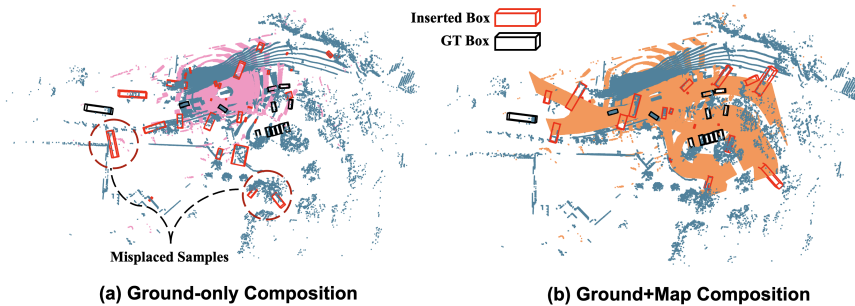 Inserted Box
GT Box
Misplaced Samples
(a) Ground-only Composition
(b) Ground+Map Composition